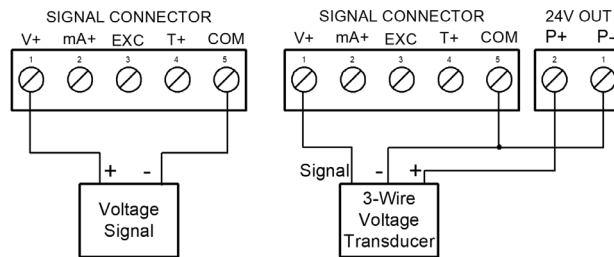 SIGNAL CONNECTOR
V+ mA+ EXC T+ COM
1 2 3 4 5
+ -
Voltage
Signal
SIGNAL CONNECTOR
V+ mA+ EXC T+ COM
1 2 3 4 5
24V OUT
P+ P-
2 1
Signal - +
3-Wire
Voltage
Transducer